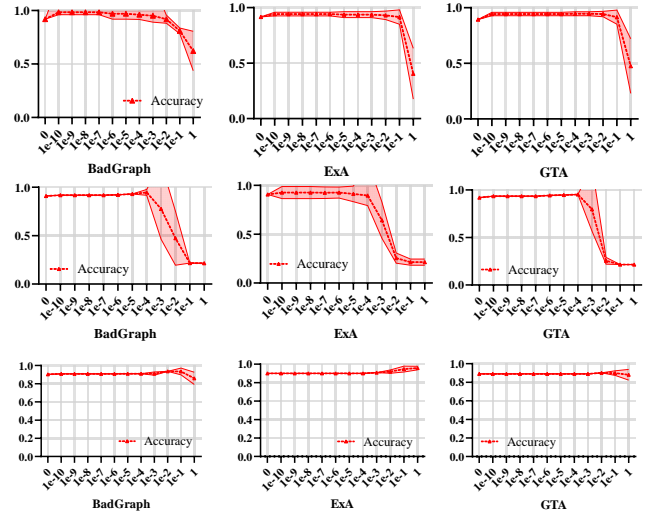 1.0 1.0 1.0
0.5 0.5 0.5
Accuracy
0.0 0.0 0.0
0 1e-10 1e-9 1e-8 1e-7 1e-6 1e-5 1e-4 1e-3 1e-2 1e-1 1 0 1e-10 1e-9 1e-8 1e-7 1e-6 1e-5 1e-4 1e-3 1e-2 1e-1 1 0 1e-10 1e-9 1e-8 1e-7 1e-6 1e-5 1e-4 1e-3 1e-2 1e-1 1
BadGraph ExA GTA
1.0 1.0 1.0
0.5 0.5 0.5
Accuracy Accuracy Accuracy
0.0 0.0 0.0
0 1e-10 1e-9 1e-8 1e-7 1e-6 1e-5 1e-4 1e-3 1e-2 1e-1 1 0 1e-10 1e-9 1e-8 1e-7 1e-6 1e-5 1e-4 1e-3 1e-2 1e-1 1 0 1e-10 1e-9 1e-8 1e-7 1e-6 1e-5 1e-4 1e-3 1e-2 1e-1 1
BadGraph ExA GTA
1.0 1.0 1.0
0.8 0.8 0.8
0.6 0.6 0.6
0.4 0.4 0.4
0.2 Accuracy 0.2 Accuracy 0.2 Accuracy
0.0 0.0 0.0
0 1e-10 1e-9 1e-8 1e-7 1e-6 1e-5 1e-4 1e-3 1e-2 1e-1 1 0 1e-10 1e-9 1e-8 1e-7 1e-6 1e-5 1e-4 1e-3 1e-2 1e-1 1 0 1e-10 1e-9 1e-8 1e-7 1e-6 1e-5 1e-4 1e-3 1e-2 1e-1 1
BadGraph ExA GTA